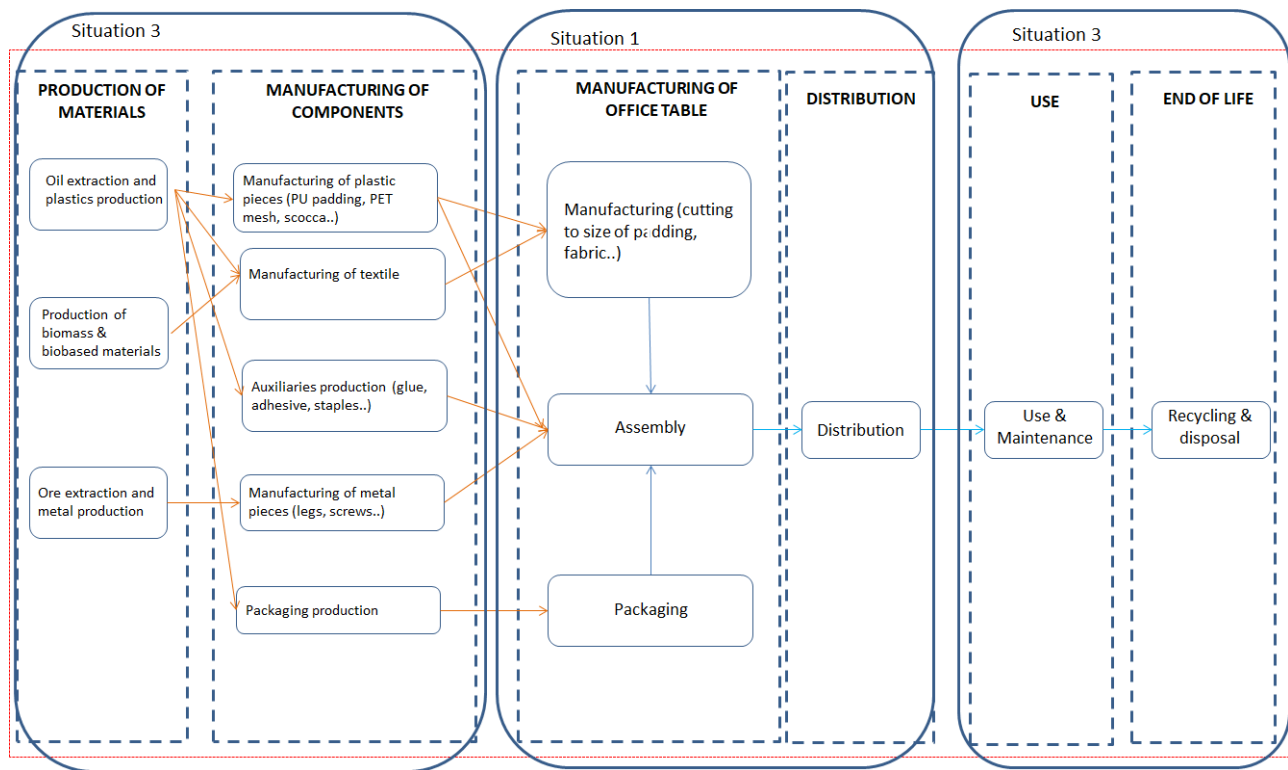 Situation 3
Situation 1
Situation 3
PRODUCTION OF
MATERIALS
MANUFACTURING OF
COMPONENTS
MANUFACTURING OF
OFFICE TABLE
DISTRIBUTION
USE
END OF LIFE
Oil extraction and
plastics production
Production of
biomass &
biobased materials
Ore extraction and
metal production
Manufacturing of plastic
pieces (PU padding, PET
mesh, scocca..)
Manufacturing of textile
Auxiliaries production (glue,
adhesive, staples..)
Manufacturing of metal
pieces (legs, screws..)
Packaging production
Manufacturing (cutting
to size of padding,
fabric..)
Assembly
Packaging
Distribution
Use &
Maintenance
Recycling &
disposal